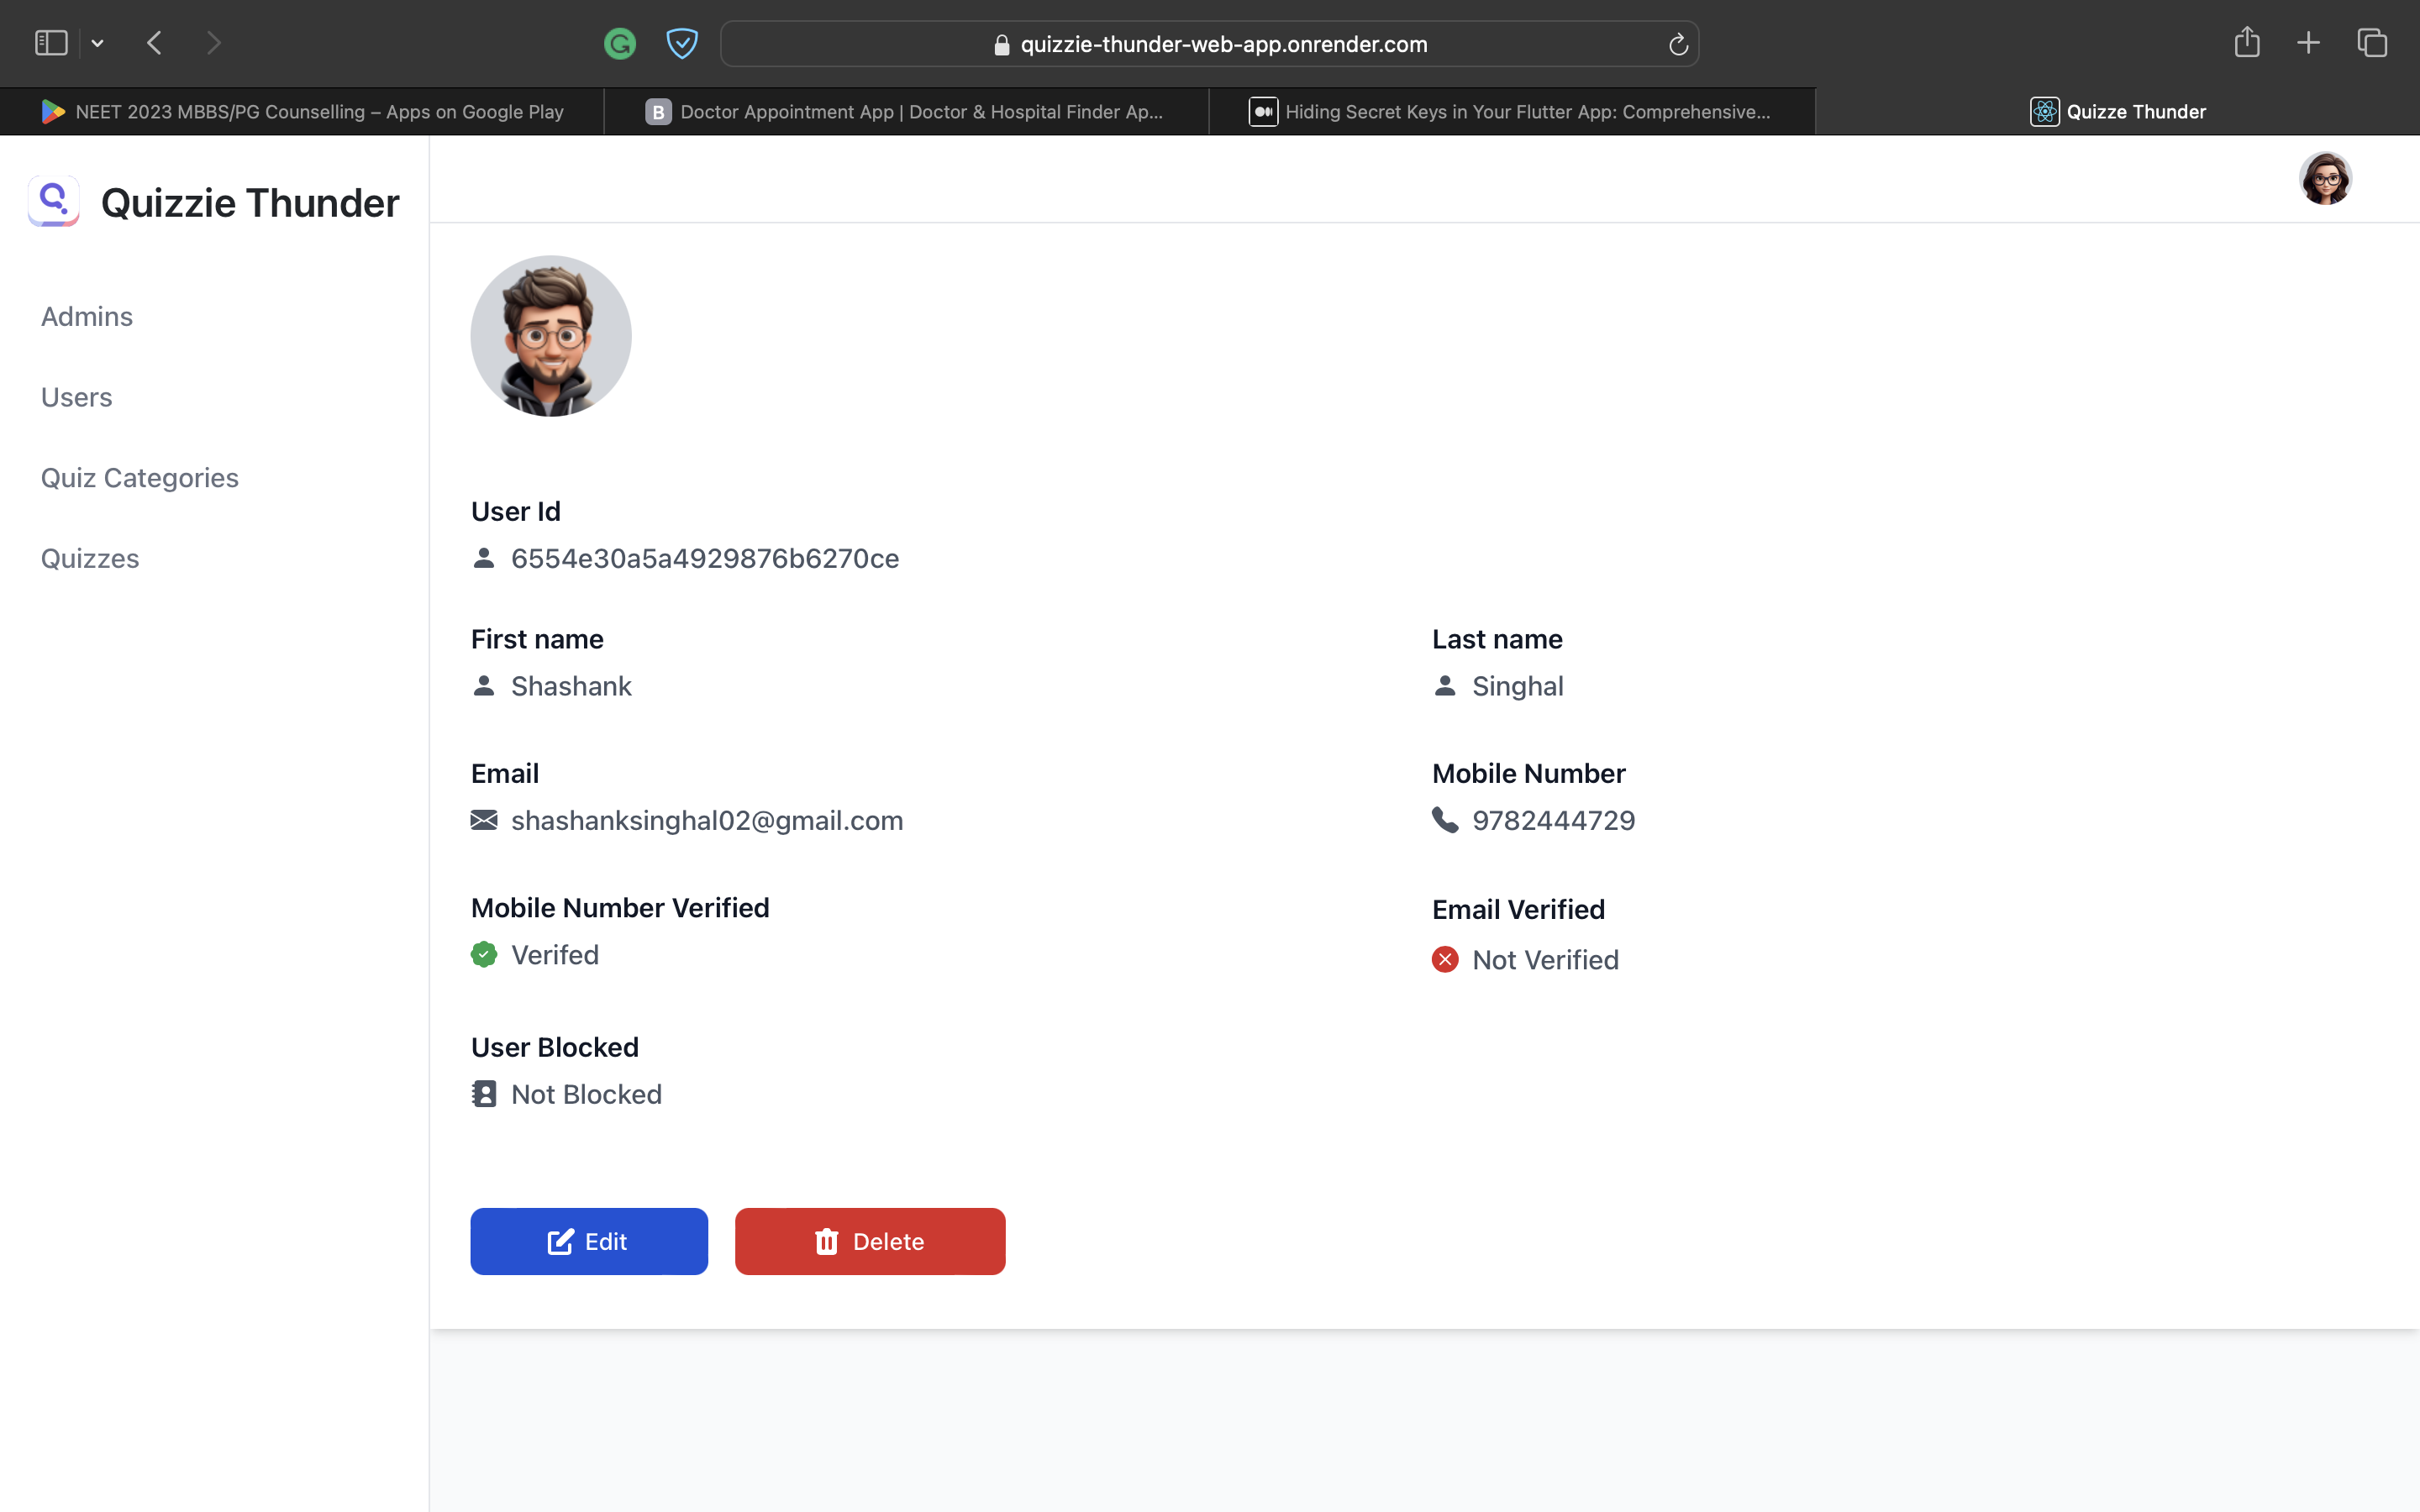 quizzie-thunder-web-app.onrender.com
NEET 2023 MBBS/PG Counselling – Apps on Google Play
B Doctor Appointment App | Doctor & Hospital Finder Ap...
Hiding Secret Keys in Your Flutter App: Comprehensive...
Quizze Thunder
Quizzie Thunder
Admins
Users
Quiz Categories
Quizzes
User Id
6554e30a5a4929876b6270ce
First name
Shashank
Last name
Singhal
Email
shashanksinghal02@gmail.com
Mobile Number
9782444729
Mobile Number Verified
Verifed
Email Verified
Not Verified
User Blocked
Not Blocked
Edit
Delete